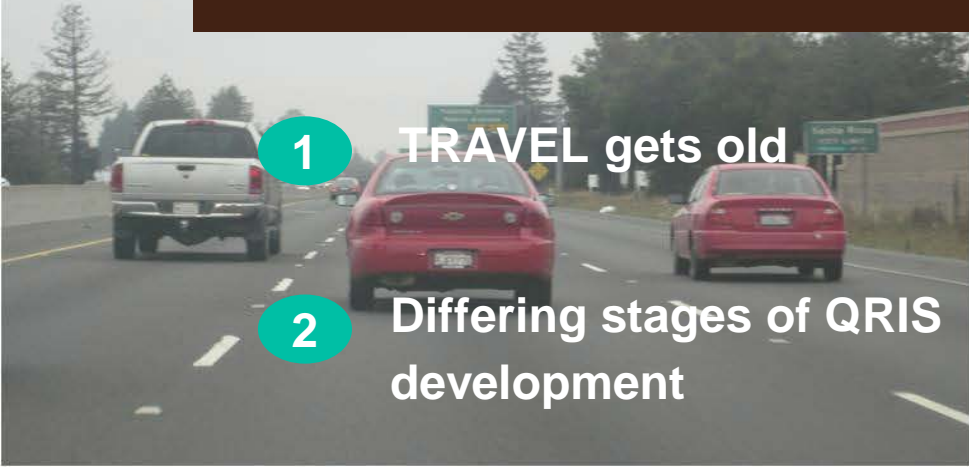 1
TRAVEL gets old
2
Differing stages of QRIS
development